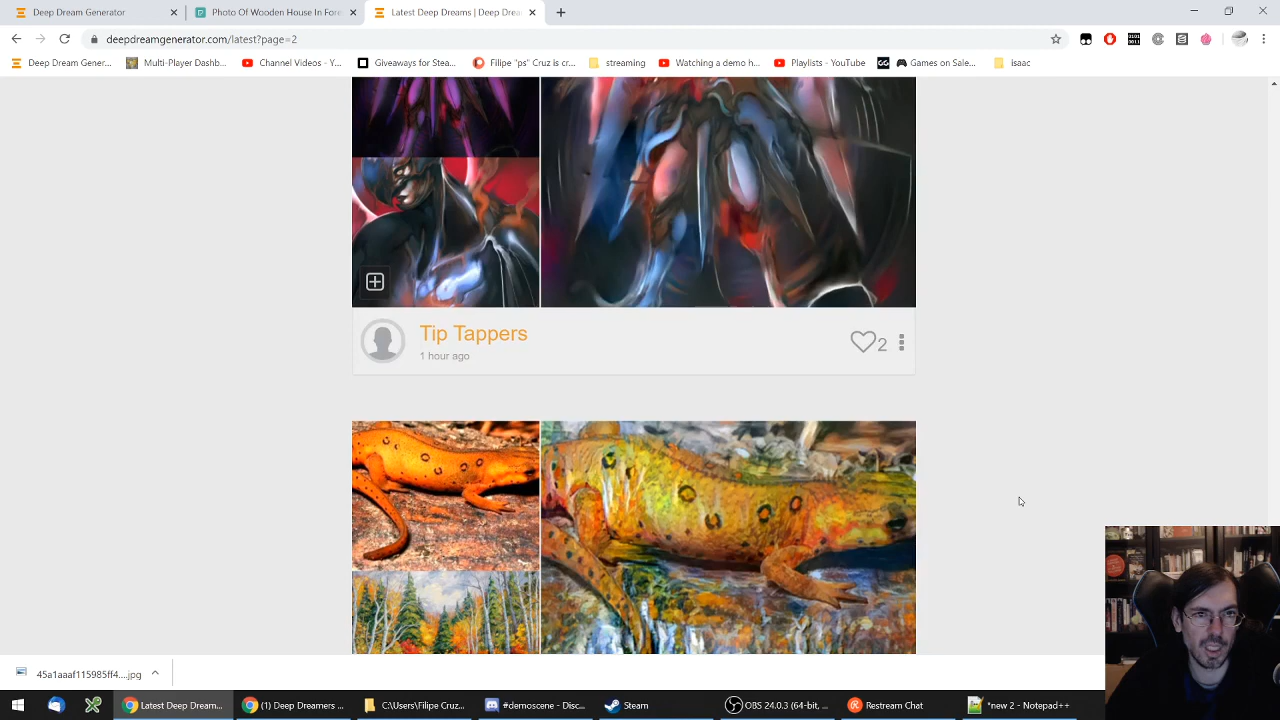 Deep Dream Generator
Photo Of Wooden House In Fore
Latest Deep Dreams | Deep Drea
deepdreamgenerator.com/latest?page=2
Deep Dream Gener...
Multi-Player Dashb...
Channel Videos - Y...
Giveaways for Stea...
Filipe "ps" Cruz is cr...
streaming
Watching a demo h...
Playlists - YouTube
GG
Games on Sale...
isaac
Tip Tappers
1 hour ago
2
45a1aaf115985ff4....jpg
Latest Deep Dream...
(1) Deep Dreamers ...
C:\Users\Filipe Cruz...
#demoscene - Disc...
Steam
OBS 24.0.3 (64-bit, ...
Restream Chat
*new 2 - Notepad++